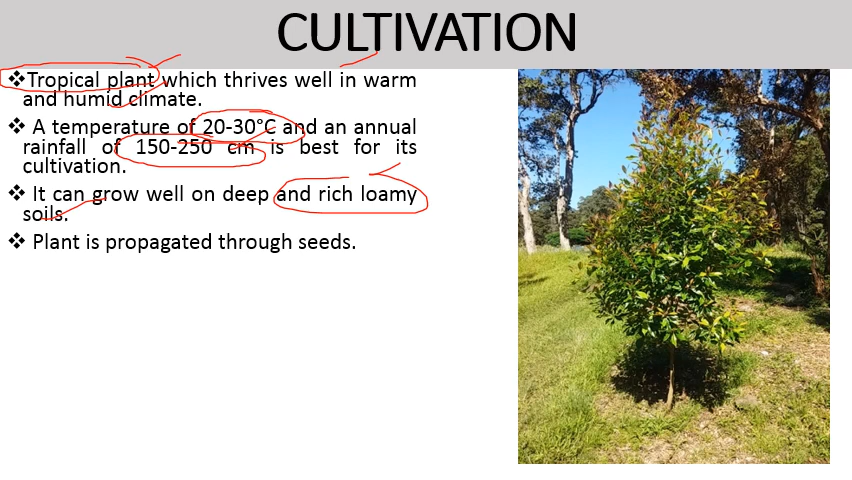 CULTIVATION
❖Tropical plant which thrives well in warm
and humid climate.
❖ A temperature of 20-30°C and an annual
rainfall of 150-250 cm is best for its
cultivation.
❖ It can grow well on deep and rich loamy
soils.
❖ Plant is propagated through seeds.